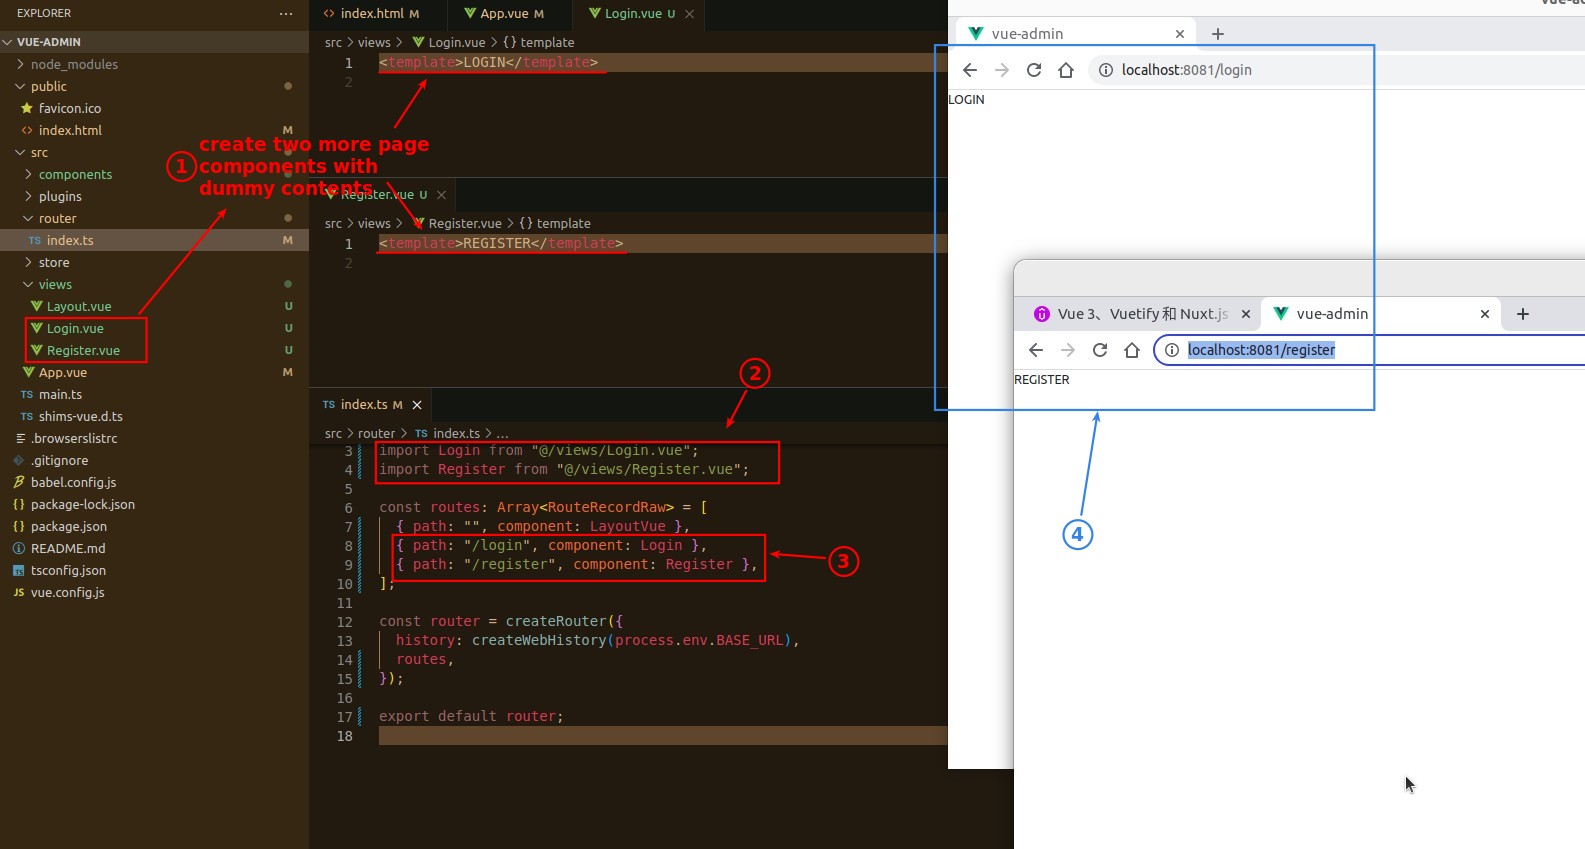 EXPLORER
VUE-ADMIN
node_modules
public
favicon.ico
index.html M
src
components
plugins
router
index.ts M
store
views
Layout.vue U
Login.vue U
Register.vue U
App.vue M
TS main.ts
TS shims-vue.d.ts
.browserslistrc
.gitignore
babel.config.js
package-lock.json
package.json
README.md
tsconfig.json
JS vue.config.js
1
create two more page
components with
dummy contents
index.html M App.vue M Login.vue U
src > views > Login.vue > {} template
1 <template>LOGIN</template>
2
Register.vue U
src > views > Register.vue > {} template
1 <template>REGISTER</template>
2
2
TS index.ts M
src > router > TS index.ts > ...
3 import Login from "@/views/Login.vue";
4 import Register from "@/views/Register.vue";
5
6 const routes: Array<RouteRecordRaw> = [
7 { path: "", component: LayoutVue },
8 { path: "/login", component: Login },
9 { path: "/register", component: Register },
10 ];
3
11
12 const router = createRouter({
13 history: createWebHistory(process.env.BASE_URL),
14 routes,
15 });
16
17 export default router;
18
vue-admin
localhost:8081/login
LOGIN
Vue 3、Vuetify 和 Nuxt.js
vue-admin
localhost:8081/register
REGISTER
4